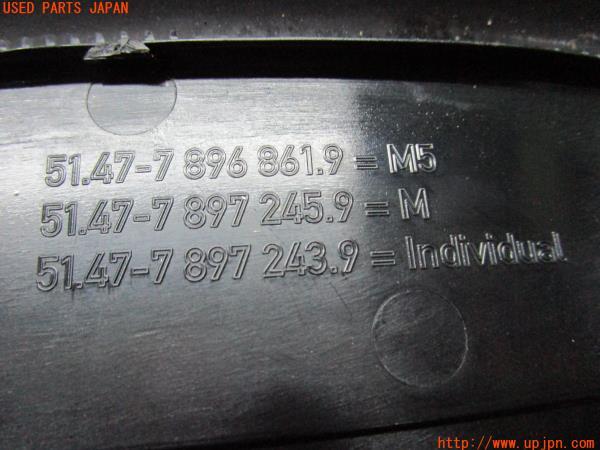 USED PARTS JAPAN
51.47-7 896 861.9 = M5
51.47-7 897 245.9 = M
51.47-7 897 243.9 = Individual
http://www.upjpn.com